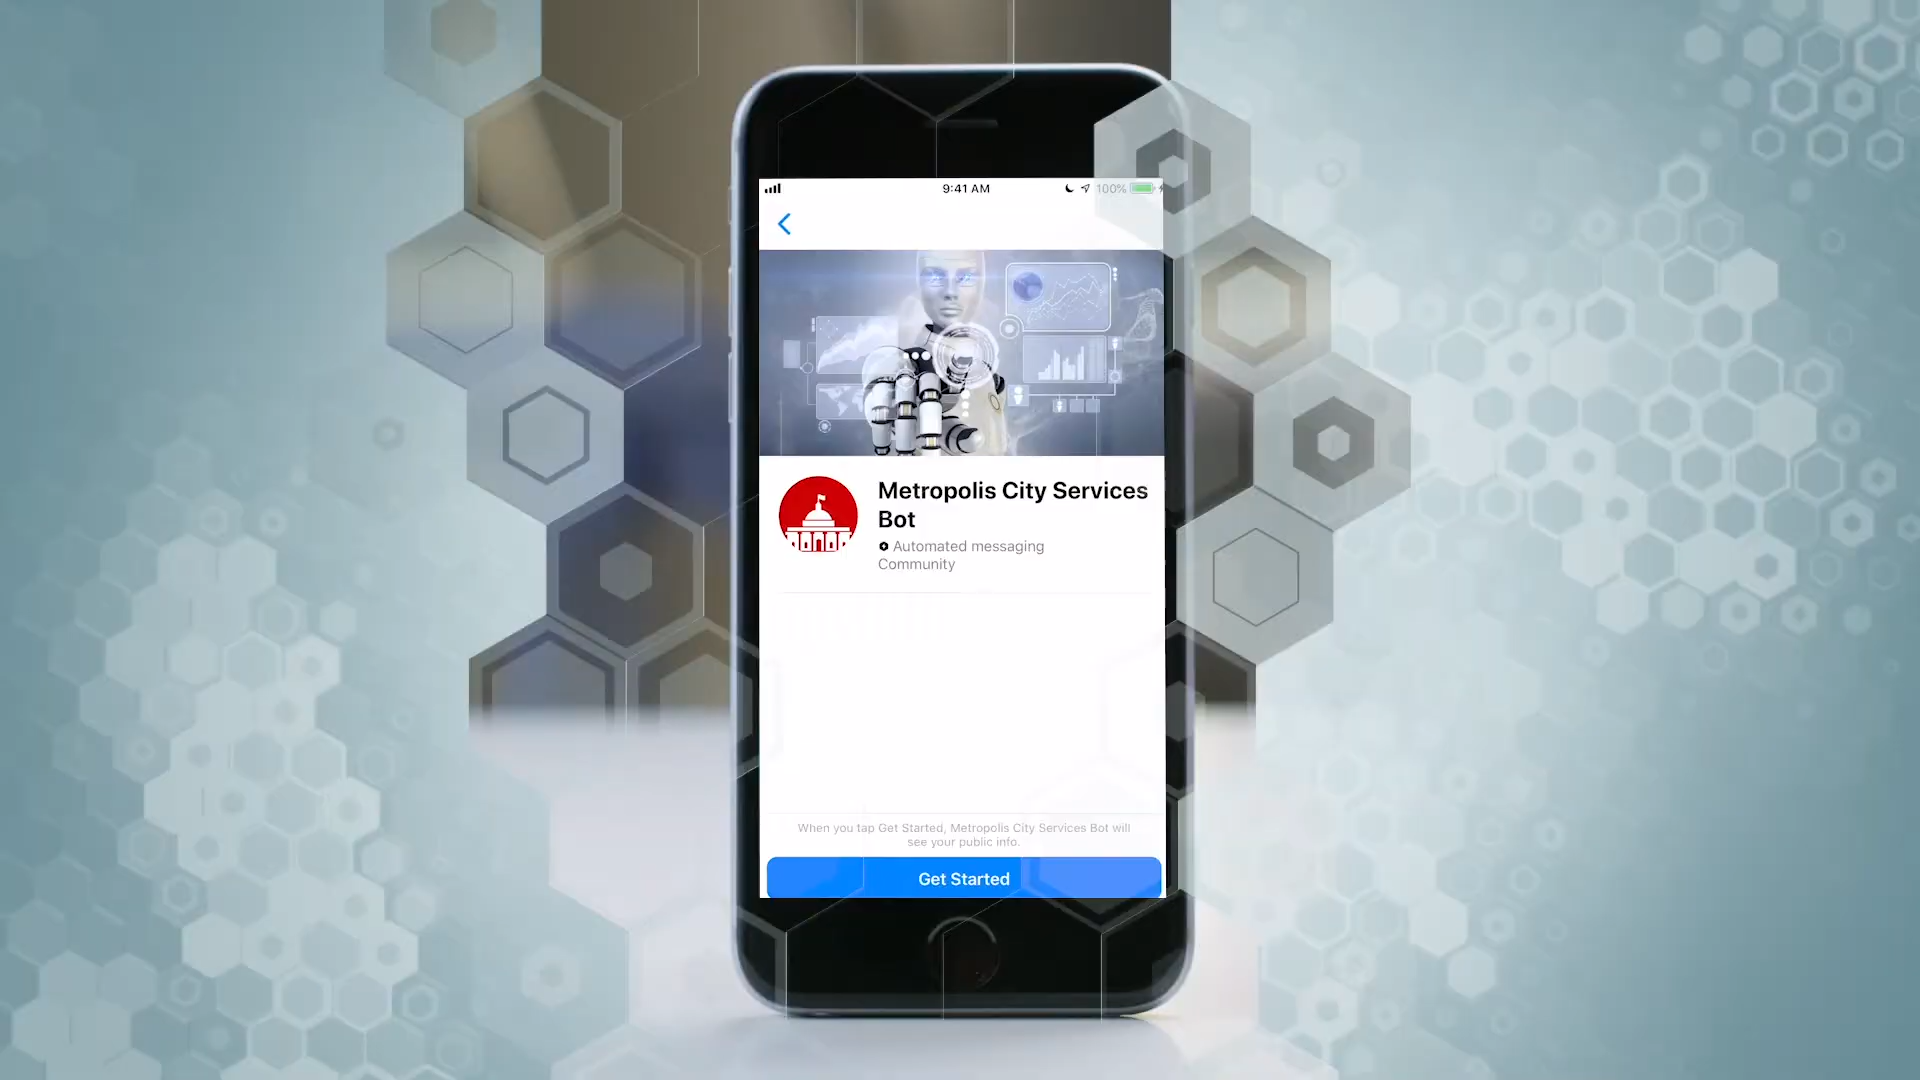 9:41 AM
100%
Metropolis City Services
Bot
Automated messaging
Community
When you tap Get Started, Metropolis City Services Bot will
see your public info.
Get Started